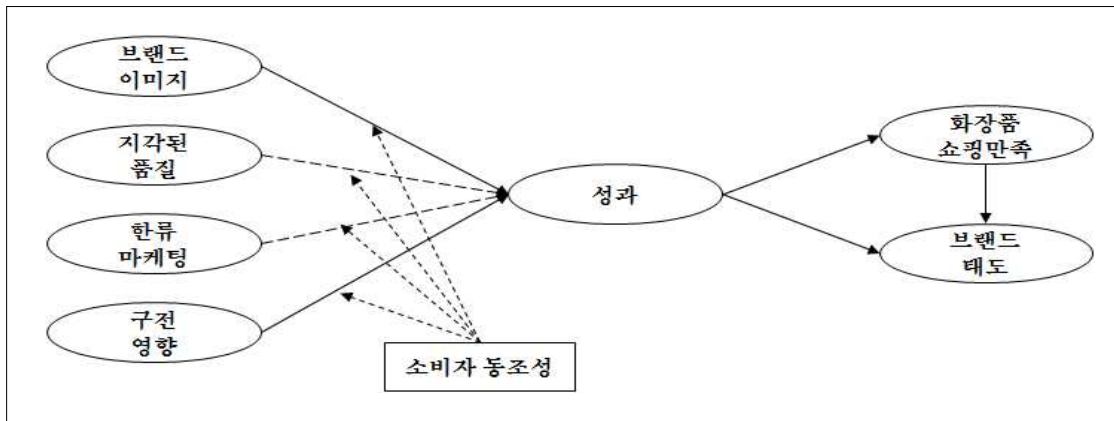 브랜드
이미지
지각된
품질
한류
마케팅
구전
영향
성과
소비자 동조성
화장품
쇼핑만족
브랜드
태도